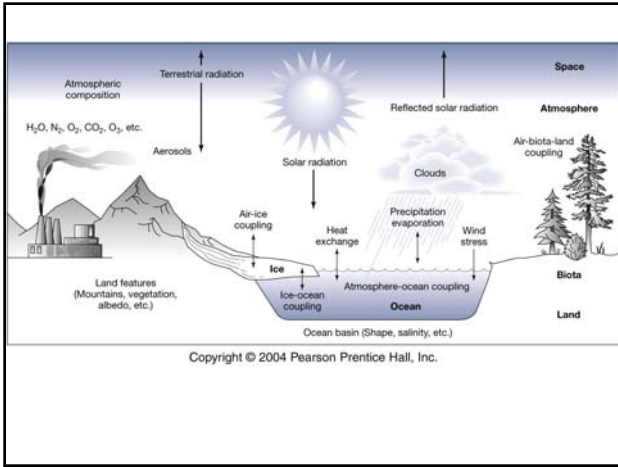 Space
Terrestrial radiation
Atmospheric
composition
Reflected solar radiation
Atmosphere
H₂O, N₂, O₂, CO₂, O₃, etc.
Aerosols
Solar radiation
Clouds
Air-biota-land
coupling
Air-ice
coupling
Heat
exchange
Precipitation
evaporation
Wind
stress
Ice
Biota
Land features
(Mountains, vegetation,
albedo, etc.)
Ice-ocean
coupling
Atmosphere-ocean coupling
Ocean
Land
Ocean basin (Shape, salinity, etc.)
Copyright © 2004 Pearson Prentice Hall, Inc.